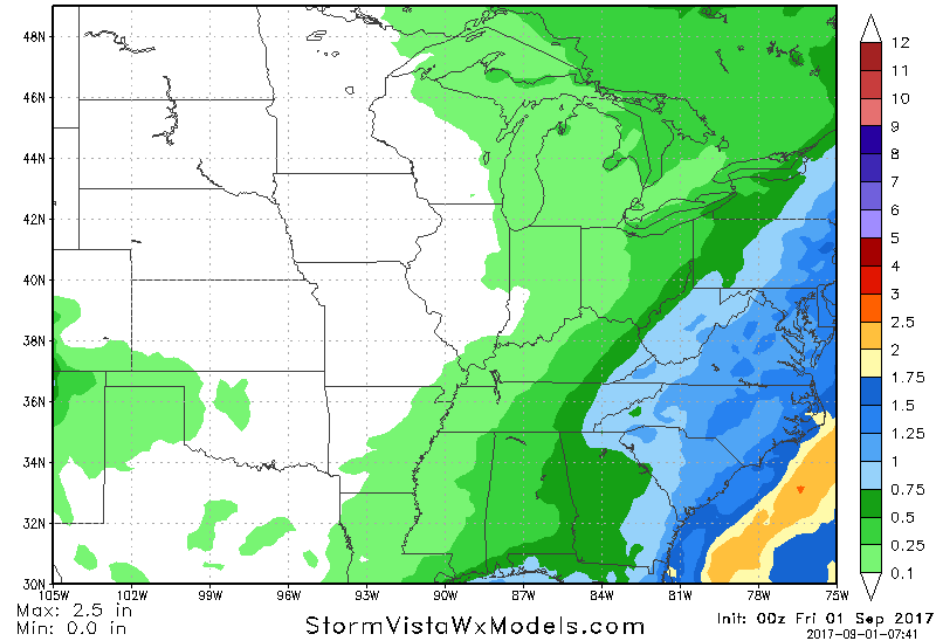 48N
46N
44N
42N
40N
38N
36N
34N
32N
30N
105W 102W 99W 96W 93W 90W 87W 84W 81W 78W 75W
12
11
10
9
8
7
6
5
4
3
2.5
2
1.75
1.5
1.25
1
0.75
0.5
0.25
0.1
Max: 2.5 in
Min: 0.0 in
StormVistaWxModels.com
Init: 00z Fri 01 Sep 2017
2017-09-01-07:41